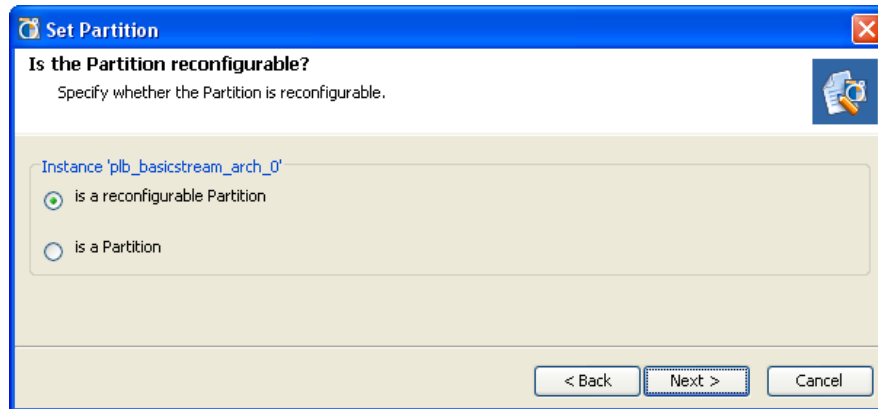 Set Partition
Is the Partition reconfigurable?
Specify whether the Partition is reconfigurable.
Instance 'plb_basicstream_arch_0'
is a reconfigurable Partition
is a Partition
< Back Next > Cancel